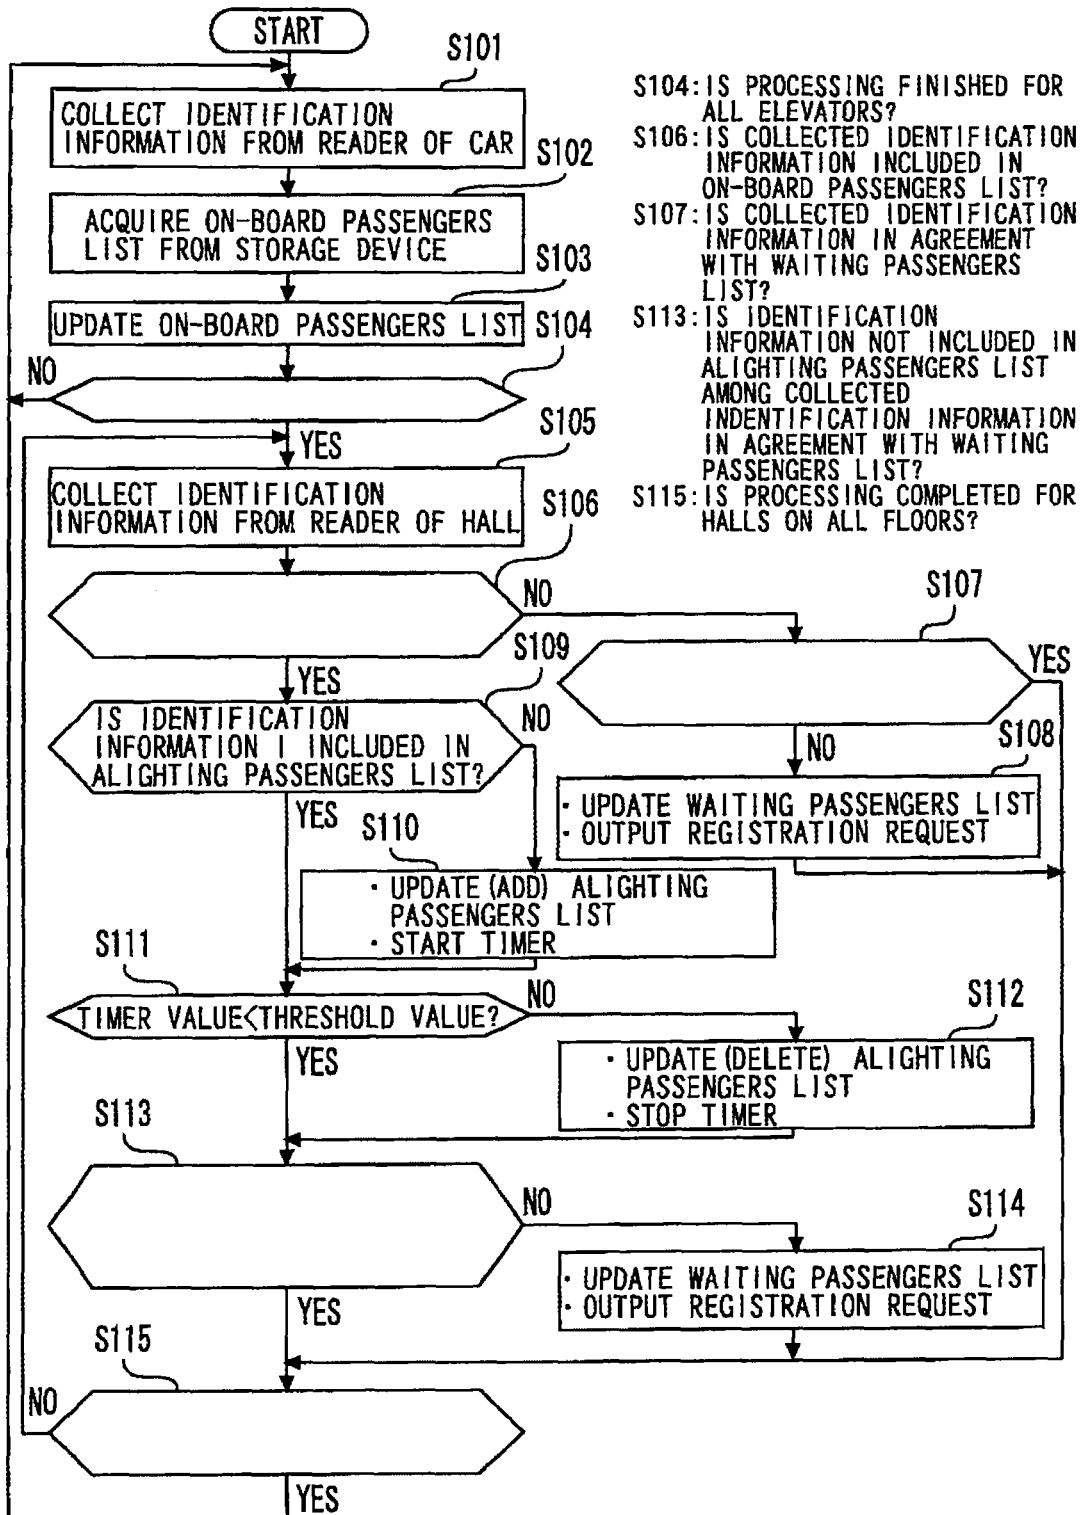 START
S101
COLLECT IDENTIFICATION
INFORMATION FROM READER OF CAR
S102
ACQUIRE ON-BOARD PASSENGERS
LIST FROM STORAGE DEVICE
S103
UPDATE ON-BOARD PASSENGERS LIST
S104
NO
YES
S105
COLLECT IDENTIFICATION
INFORMATION FROM READER OF HALL
S106
NO
YES
S107
YES
NO
S108
· UPDATE WAITING PASSENGERS LIST
· OUTPUT REGISTRATION REQUEST
S109
IS IDENTIFICATION
INFORMATION I INCLUDED IN
ALIGHTING PASSENGERS LIST?
NO
YES
S110
· UPDATE(ADD) ALIGHTING
PASSENGERS LIST
· START TIMER
S111
TIMER VALUE<THRESHOLD VALUE?
NO
YES
S112
· UPDATE(DELETE) ALIGHTING
PASSENGERS LIST
· STOP TIMER
S113
NO
YES
S114
· UPDATE WAITING PASSENGERS LIST
· OUTPUT REGISTRATION REQUEST
S115
NO
YES
S104:IS PROCESSING FINISHED FOR
ALL ELEVATORS?
S106:IS COLLECTED IDENTIFICATION
INFORMATION INCLUDED IN
ON-BOARD PASSENGERS LIST?
S107:IS COLLECTED IDENTIFICATION
INFORMATION IN AGREEMENT
WITH WAITING PASSENGERS
LIST?
S113:IS IDENTIFICATION
INFORMATION NOT INCLUDED IN
ALIGHTING PASSENGERS LIST
AMONG COLLECTED
INDENTIFICATION INFORMATION
IN AGREEMENT WITH WAITING
PASSENGERS LIST?
S115:IS PROCESSING COMPLETED FOR
HALLS ON ALL FLOORS?